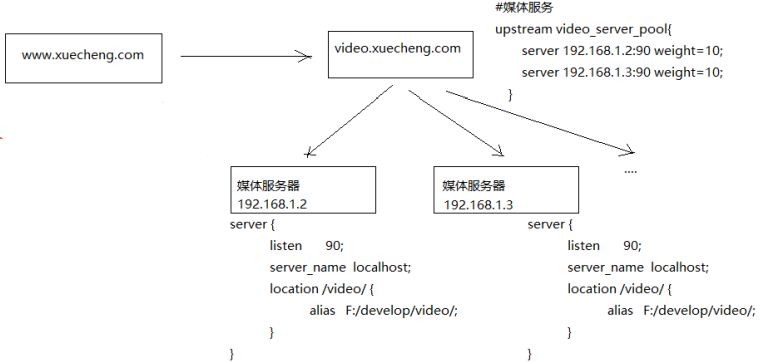 #媒体服务
upstream video_server_pool{
server 192.168.1.2:90 weight=10;
server 192.168.1.3:90 weight=10;
}
www.xuecheng.com
video.xuecheng.com
媒体服务器
192.168.1.2
媒体服务器
192.168.1.3
....
server {
listen 90;
server_name localhost;
location /video/ {
alias F:/develop/video/;
}
}
server {
listen 90;
server_name localhost;
location /video/ {
alias F:/develop/video/;
}
}